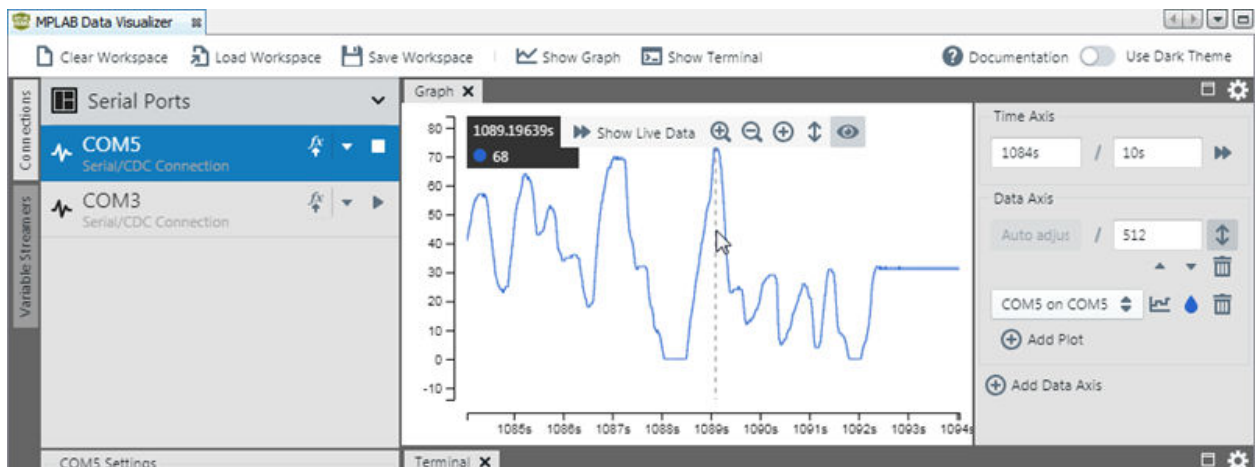 MPLAB Data Visualizer
Clear Workspace Load Workspace Save Workspace Show Graph Show Terminal Documentation Use Dark Theme
Connections
Variable Streamers
Serial Ports
COM5
Serial/CDC Connection
COM3
Serial/CDC Connection
COM5 Settings
Graph
1089.19639s
68
Show Live Data
80
70
60
50
40
30
20
10
0
-10
1085s 1086s 1087s 1088s 1089s 1090s 1091s 1092s 1093s 1094s
Terminal
Time Axis
1084s / 10s
Data Axis
Auto adjus / 512
COM5 on COM5
Add Plot
Add Data Axis